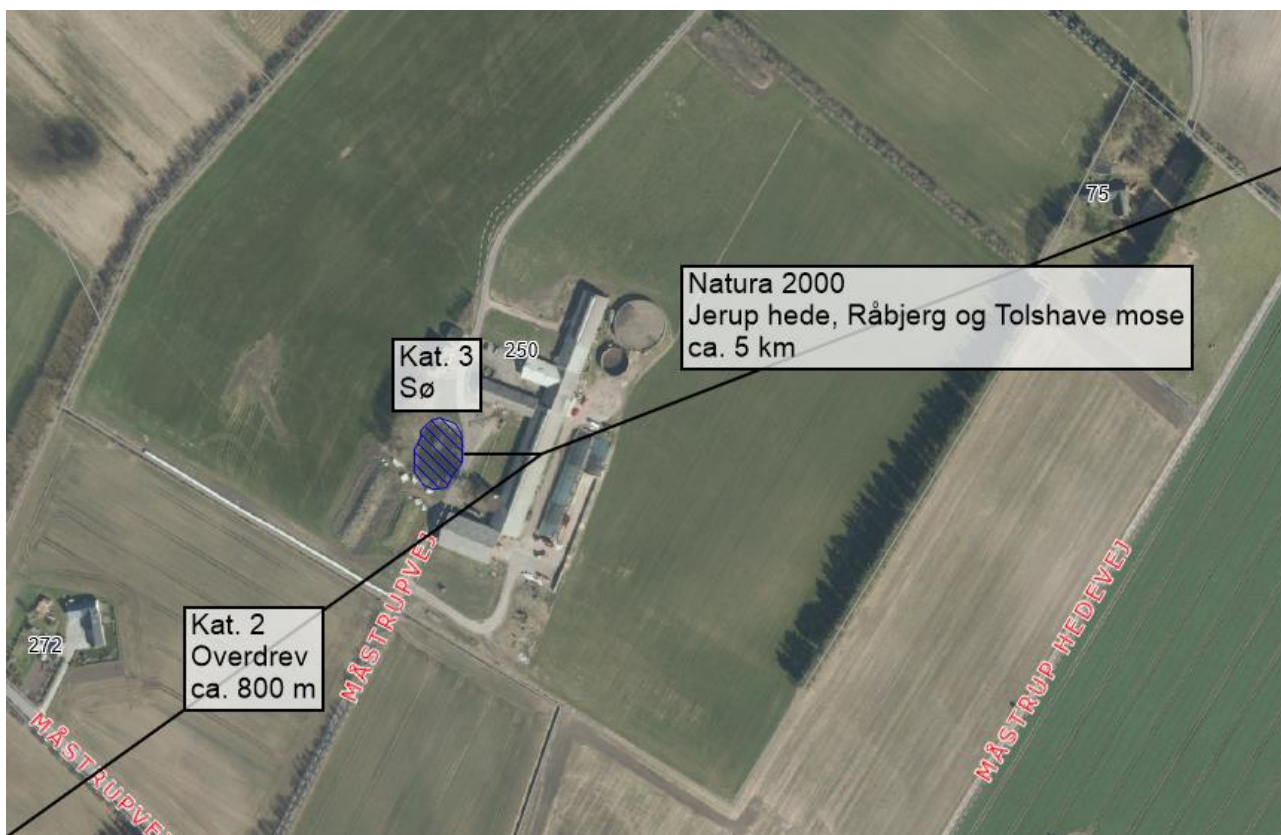 75
Natura 2000
Jerup hede, Råbjerg og Tolshave mose
ca. 5 km
250
Kat. 3
Sø
MÅSTRUPVEJ
MÅSTRUP HEDEVEJ
Kat. 2
Overdrev
ca. 800 m
272
MÅSTRUPVEJ